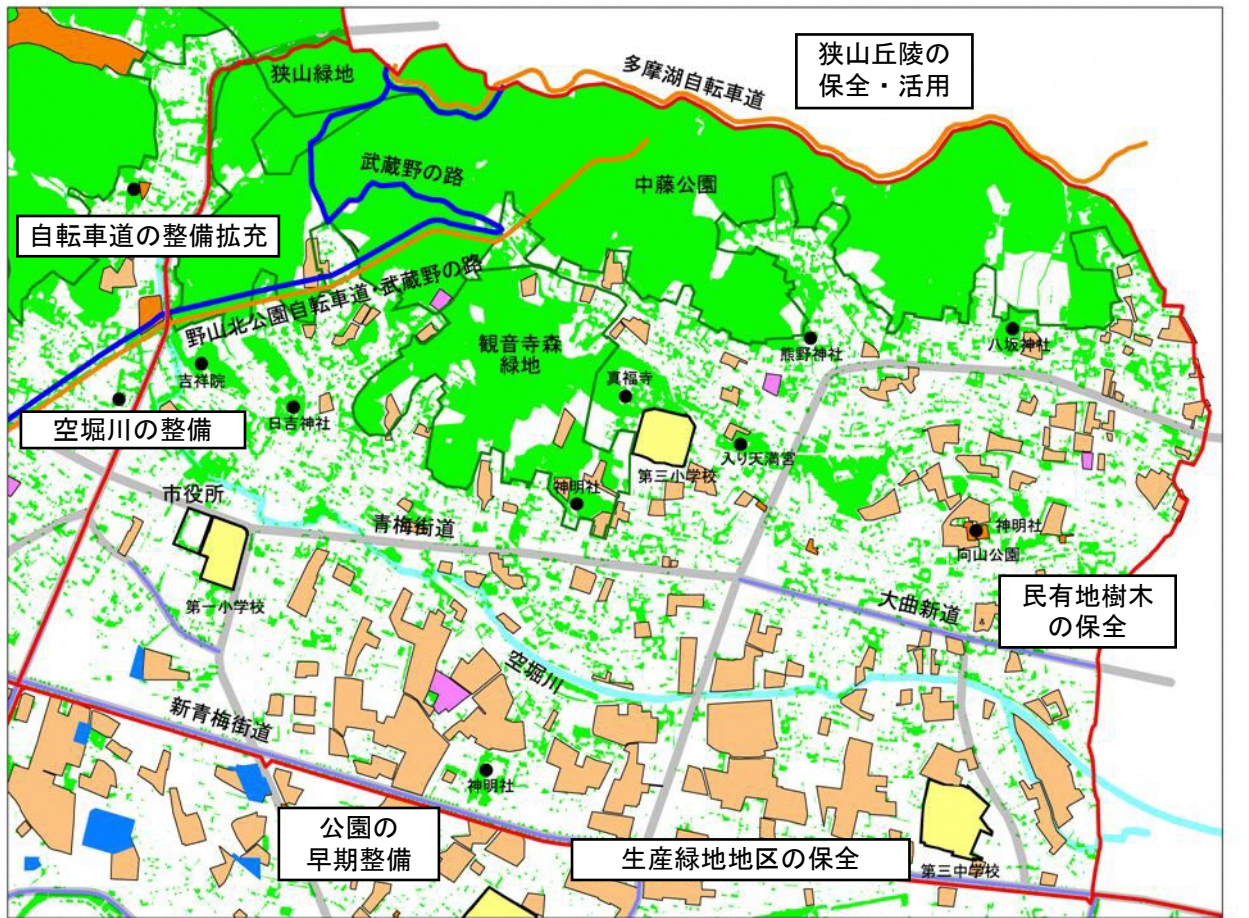 狭山丘陵の
保全・活用
多摩湖自転車道
狭山緑地
武蔵野の路
中藤公園
自転車道の整備拡充
野山北公園自転車道・武蔵野の路
観音寺森
緑地
熊野神社
八坂神社
吉祥院
真福寺
日吉神社
空堀川の整備
入り天満宮
第三小学校
神明社
市役所
青梅街道
神明社
向山公園
第一小学校
大曲新道
民有地樹木
の保全
空堀川
新青梅街道
神明社
公園の
早期整備
生産緑地地区の保全
第三中学校